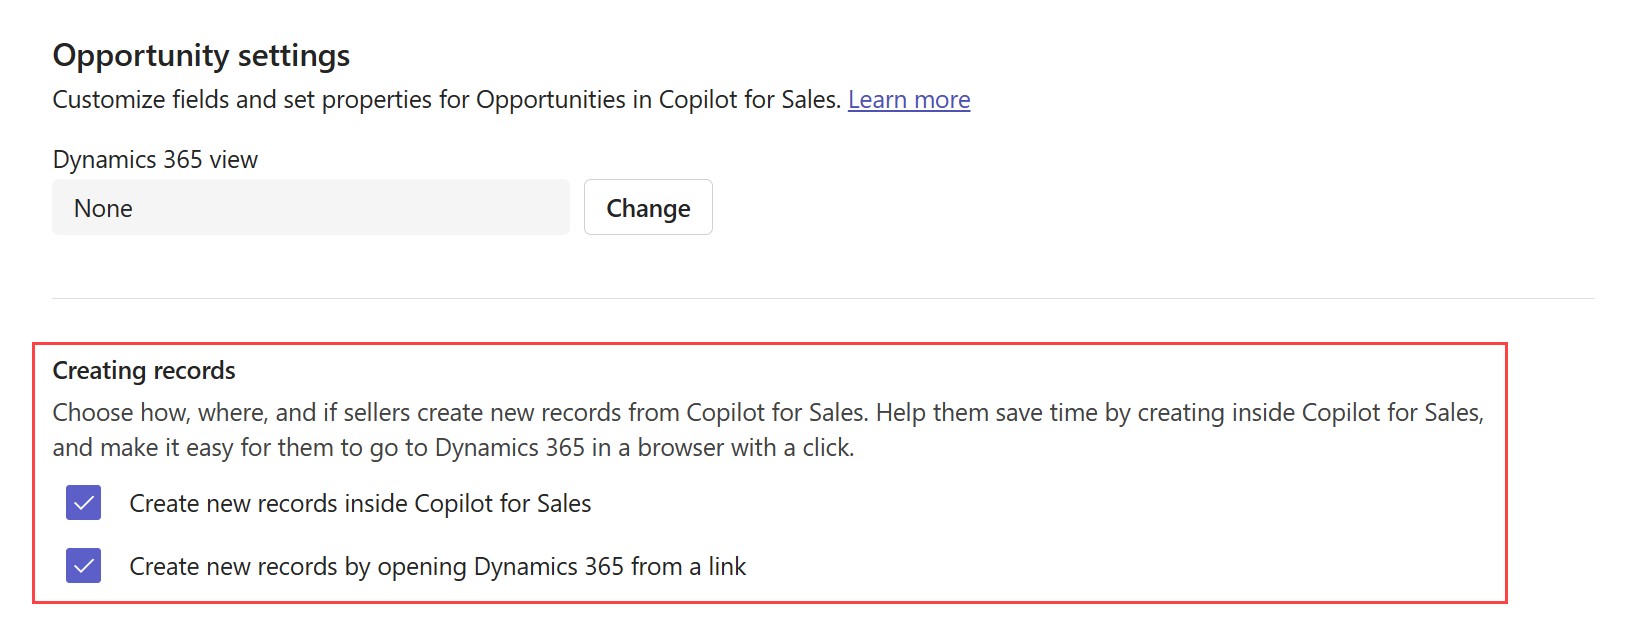 Opportunity settings
Customize fields and set properties for Opportunities in Copilot for Sales. Learn more
Dynamics 365 view
None
Change
Creating records
Choose how, where, and if sellers create new records from Copilot for Sales. Help them save time by creating inside Copilot for Sales,
and make it easy for them to go to Dynamics 365 in a browser with a click.
Create new records inside Copilot for Sales
Create new records by opening Dynamics 365 from a link